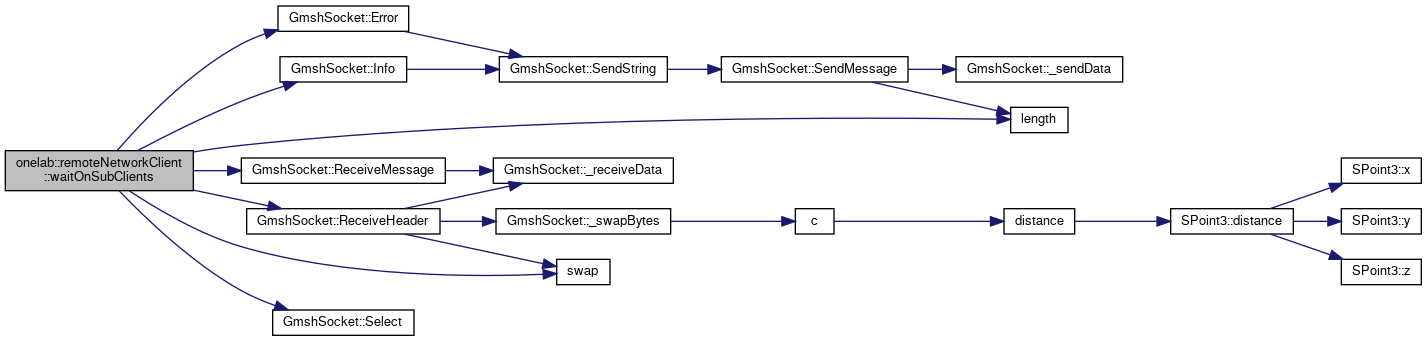 onelab::remoteNetworkClient
::waitOnSubClients
GmshSocket::Error
GmshSocket::Info
GmshSocket::SendString
GmshSocket::SendMessage
GmshSocket::_sendData
length
GmshSocket::ReceiveMessage
GmshSocket::_receiveData
GmshSocket::ReceiveHeader
GmshSocket::_swapBytes
c
distance
SPoint3::distance
SPoint3::x
SPoint3::y
SPoint3::z
swap
GmshSocket::Select